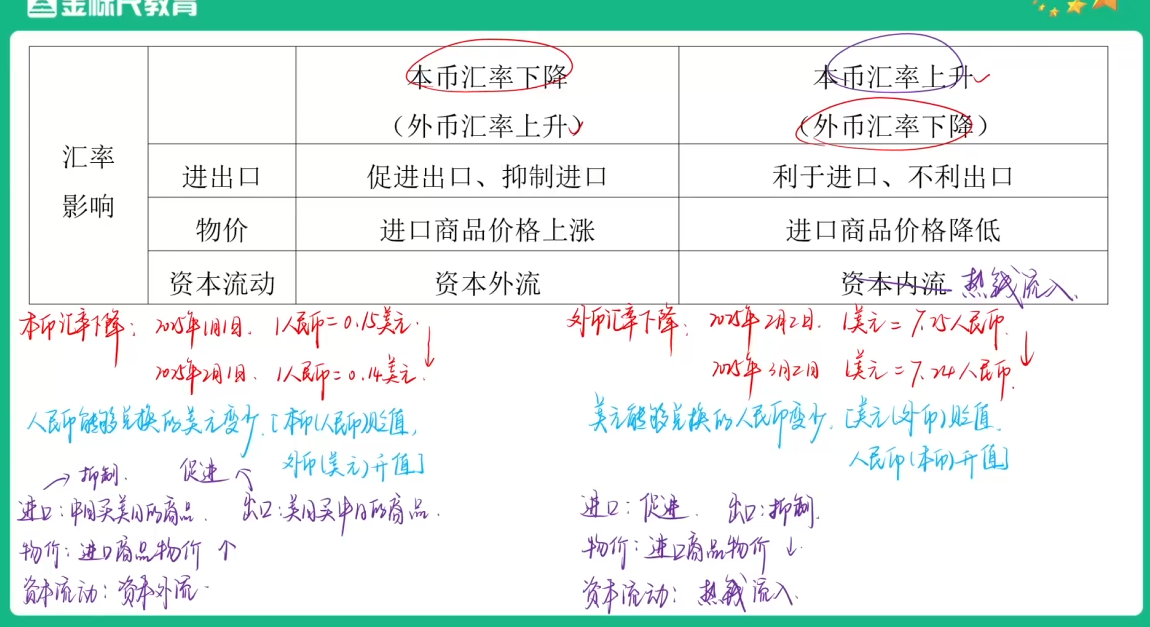 金标尺教育
本币汇率下降
（外币汇率上升）
本币汇率上升
（外币汇率下降）
汇率
影响
进出口
促进出口、抑制进口
利于进口、不利出口
物价
进口商品价格上涨
进口商品价格降低
资本流动
资本外流
资本内流 热钱流入.
本币汇率下降: 2025年1月1日. 1人民币=0.15美元.
2025年2月1日. 1人民币=0.14美元.
人民币能够兑换的美元变少.[本币(人民币)贬值,
外币(美元)升值]
→抑制. 促进
进口:中国买美国的商品. 出口:美国买中国的商品.
物价:进口商品物价↑
资本流动:资本外流.
外币汇率下降: 2025年2月2日. 1美元=7.25人民币.
2025年3月2日 1美元=7.24人民币.
美元能够兑换的人民币变少.[美元(外币)贬值.
人民币(本币)升值]
进口:促进. 出口:抑制.
物价:进口商品物价↓.
资本流动: 热钱流入.